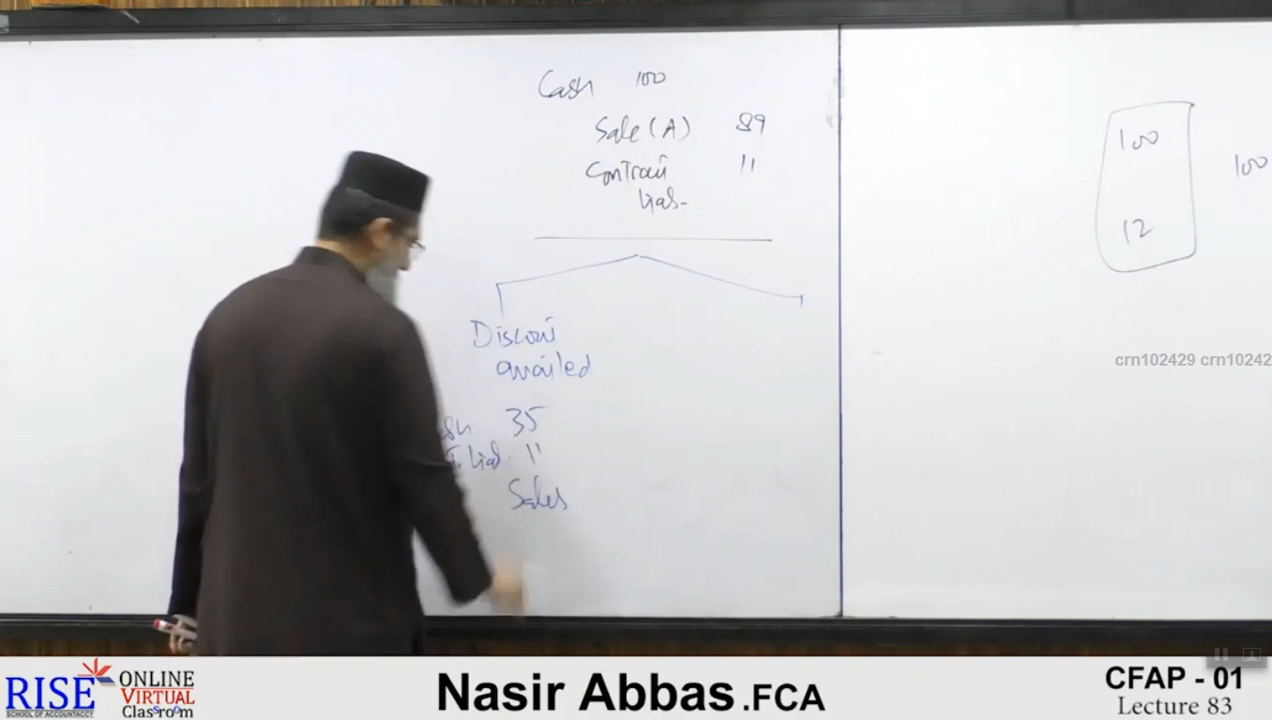 Cash 100
Sale (A) 89
Contract
liab- 11
Discount
availed
35
Liab. 11
Sales
100
12
100
crn102429 crn10242
RISE
SCHOOL OF ACCOUNTANCY
ONLINE
VIRTUAL
Classroom
Nasir Abbas .FCA
CFAP - 01
Lecture 83